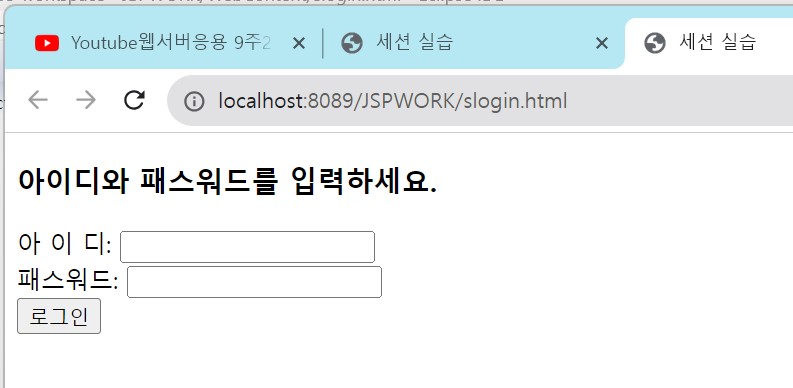 Youtube웹서버응용 9주2
세션 실습
세션 실습
localhost:8089/JSPWORK/slogin.html
아이디와 패스워드를 입력하세요.
아 이 디:
패스워드:
로그인